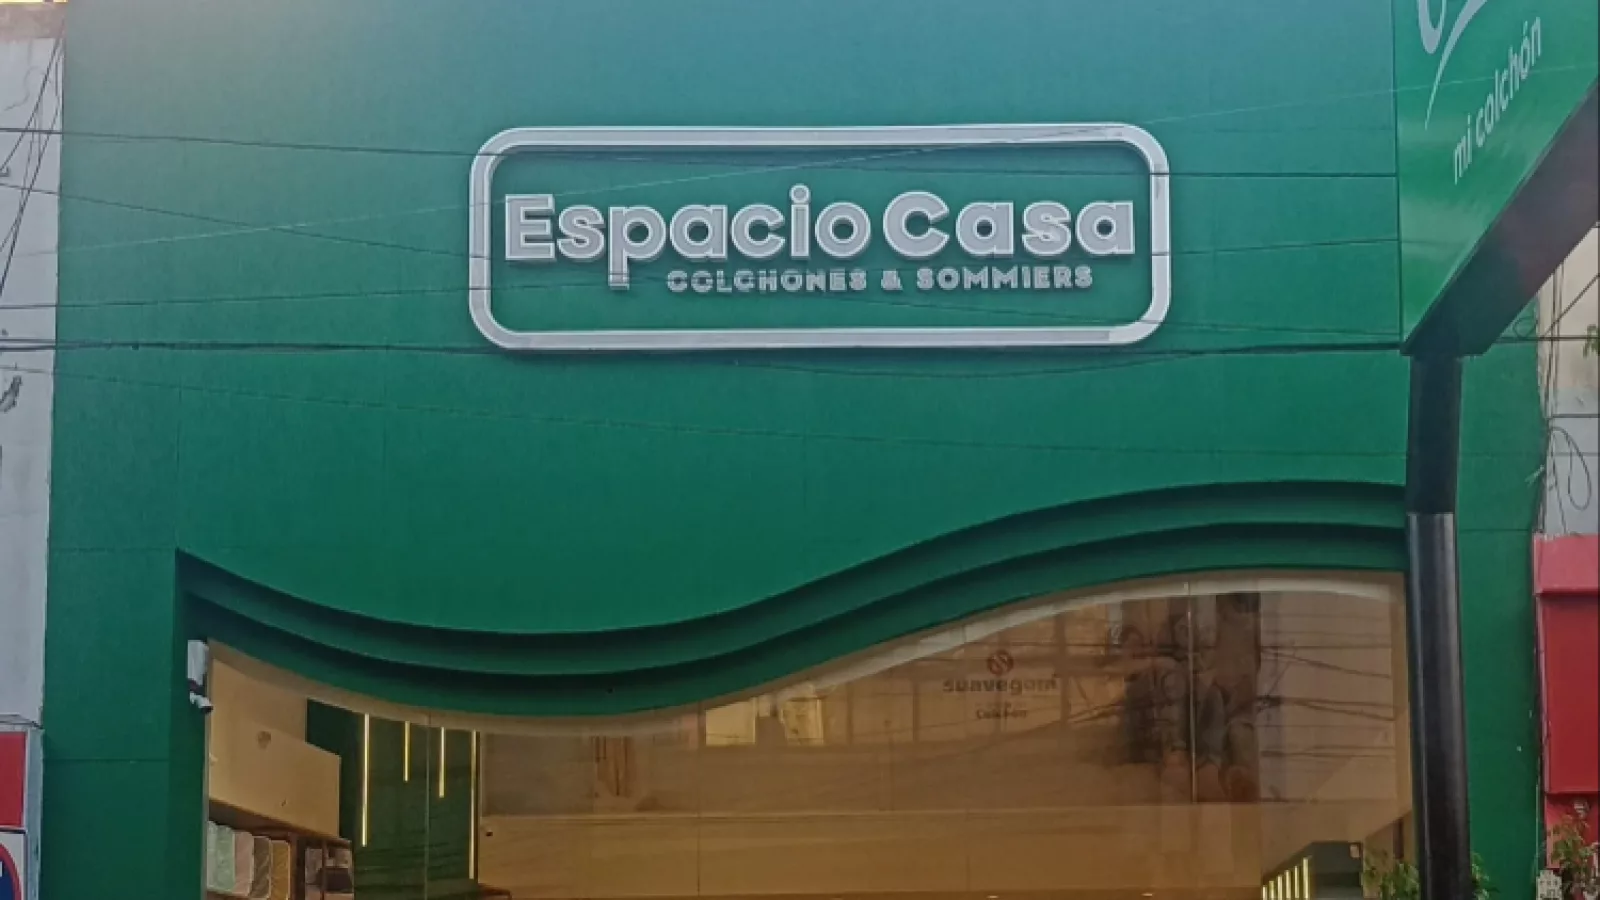 Espacio Casa
COLCHONES & SOMMIERS
mi colchón
suavegom